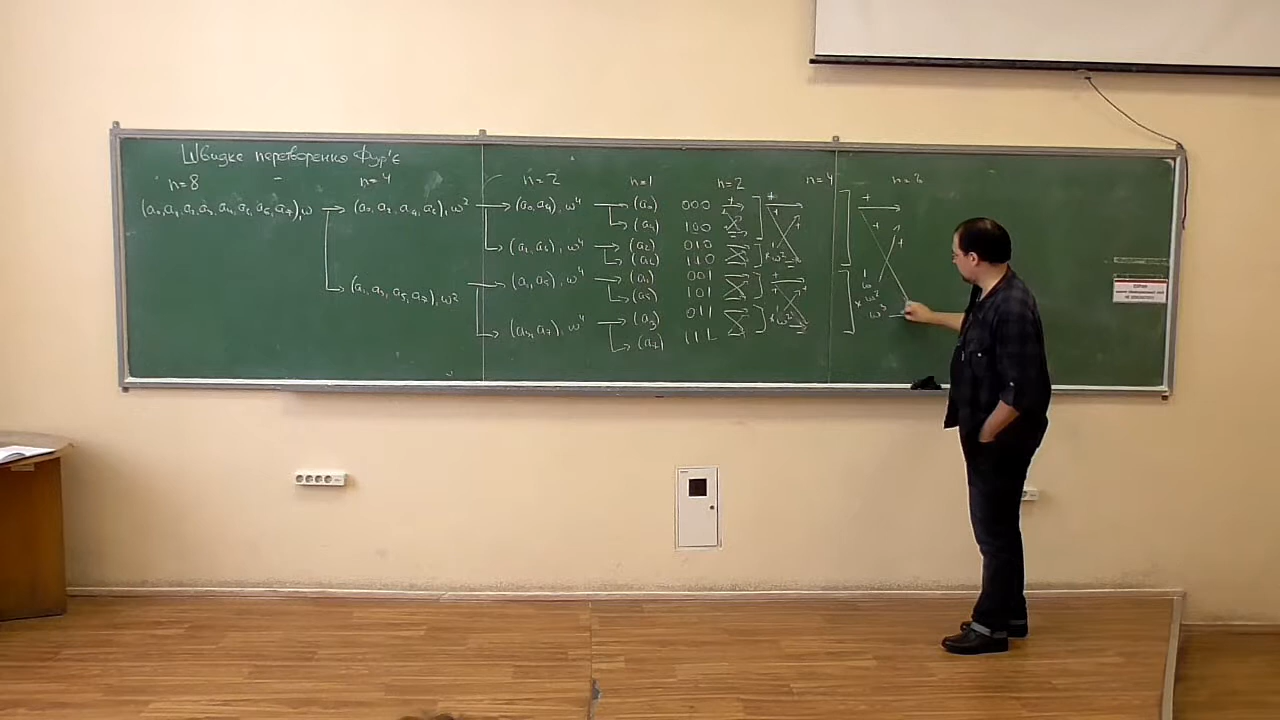 Швидке перетворення Фур'є
n=8 n=4 n=2 n=1 n=2 n=4
(a₀,a₁,a₂,a₃,a₄,a₅,a₆,a₇),ω → (a₀,a₂,a₄,a₆),ω² → (a₀,a₄),ω⁴ → (a₀) 000
(a₄) 100
(a₂,a₆),ω⁴ → (a₂) 010
(a₆) 110
(a₁,a₃,a₅,a₇),ω² → (a₁,a₅),ω⁴ → (a₁) 001
(a₅) 101
(a₃,a₇),ω⁴ → (a₃) 011
(a₇) 111